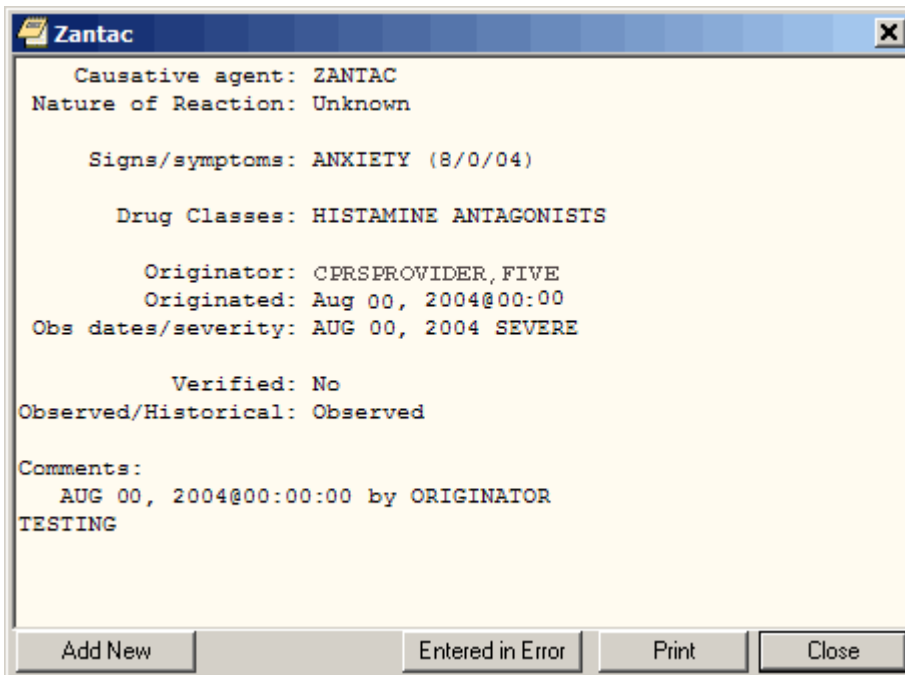 Zantac
Causative agent: ZANTAC
Nature of Reaction: Unknown
Signs/symptoms: ANXIETY (8/0/04)
Drug Classes: HISTAMINE ANTAGONISTS
Originator: CPRSPROVIDER,FIVE
Originated: Aug 00, 2004@00:00
Obs dates/severity: AUG 00, 2004 SEVERE
Verified: No
Observed/Historical: Observed
Comments:
AUG 00, 2004@00:00:00 by ORIGINATOR
TESTING
Add New Entered in Error Print Close